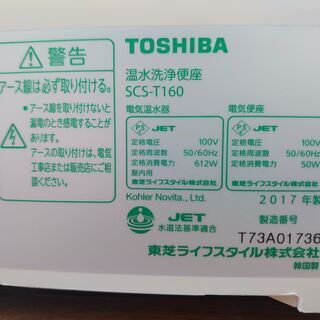 警告
アース線は必ず取り付ける。
アース線を取り付けないと
漏電のとき感電することが
あります。
アースの取り付けは、電気
工事店または販売店にご相
談ください。
TOSHIBA
温水洗浄便座
SCS-T160
電気温水器
PS JET
定格電圧 100V
定格周波数 50/60Hz
定格消費電力 612W
屋内用
東芝ライフスタイル株式会社
電気便座
PS JET
定格電圧 100V
定格周波数 50/60Hz
定格消費電力 50W
東芝ライフスタイル株式会社
Kohler Novita., Ltd.
2017年製
JET
水道法基準適合
製造番号
T73A01736
東芝ライフスタイル株式会社
韓国製